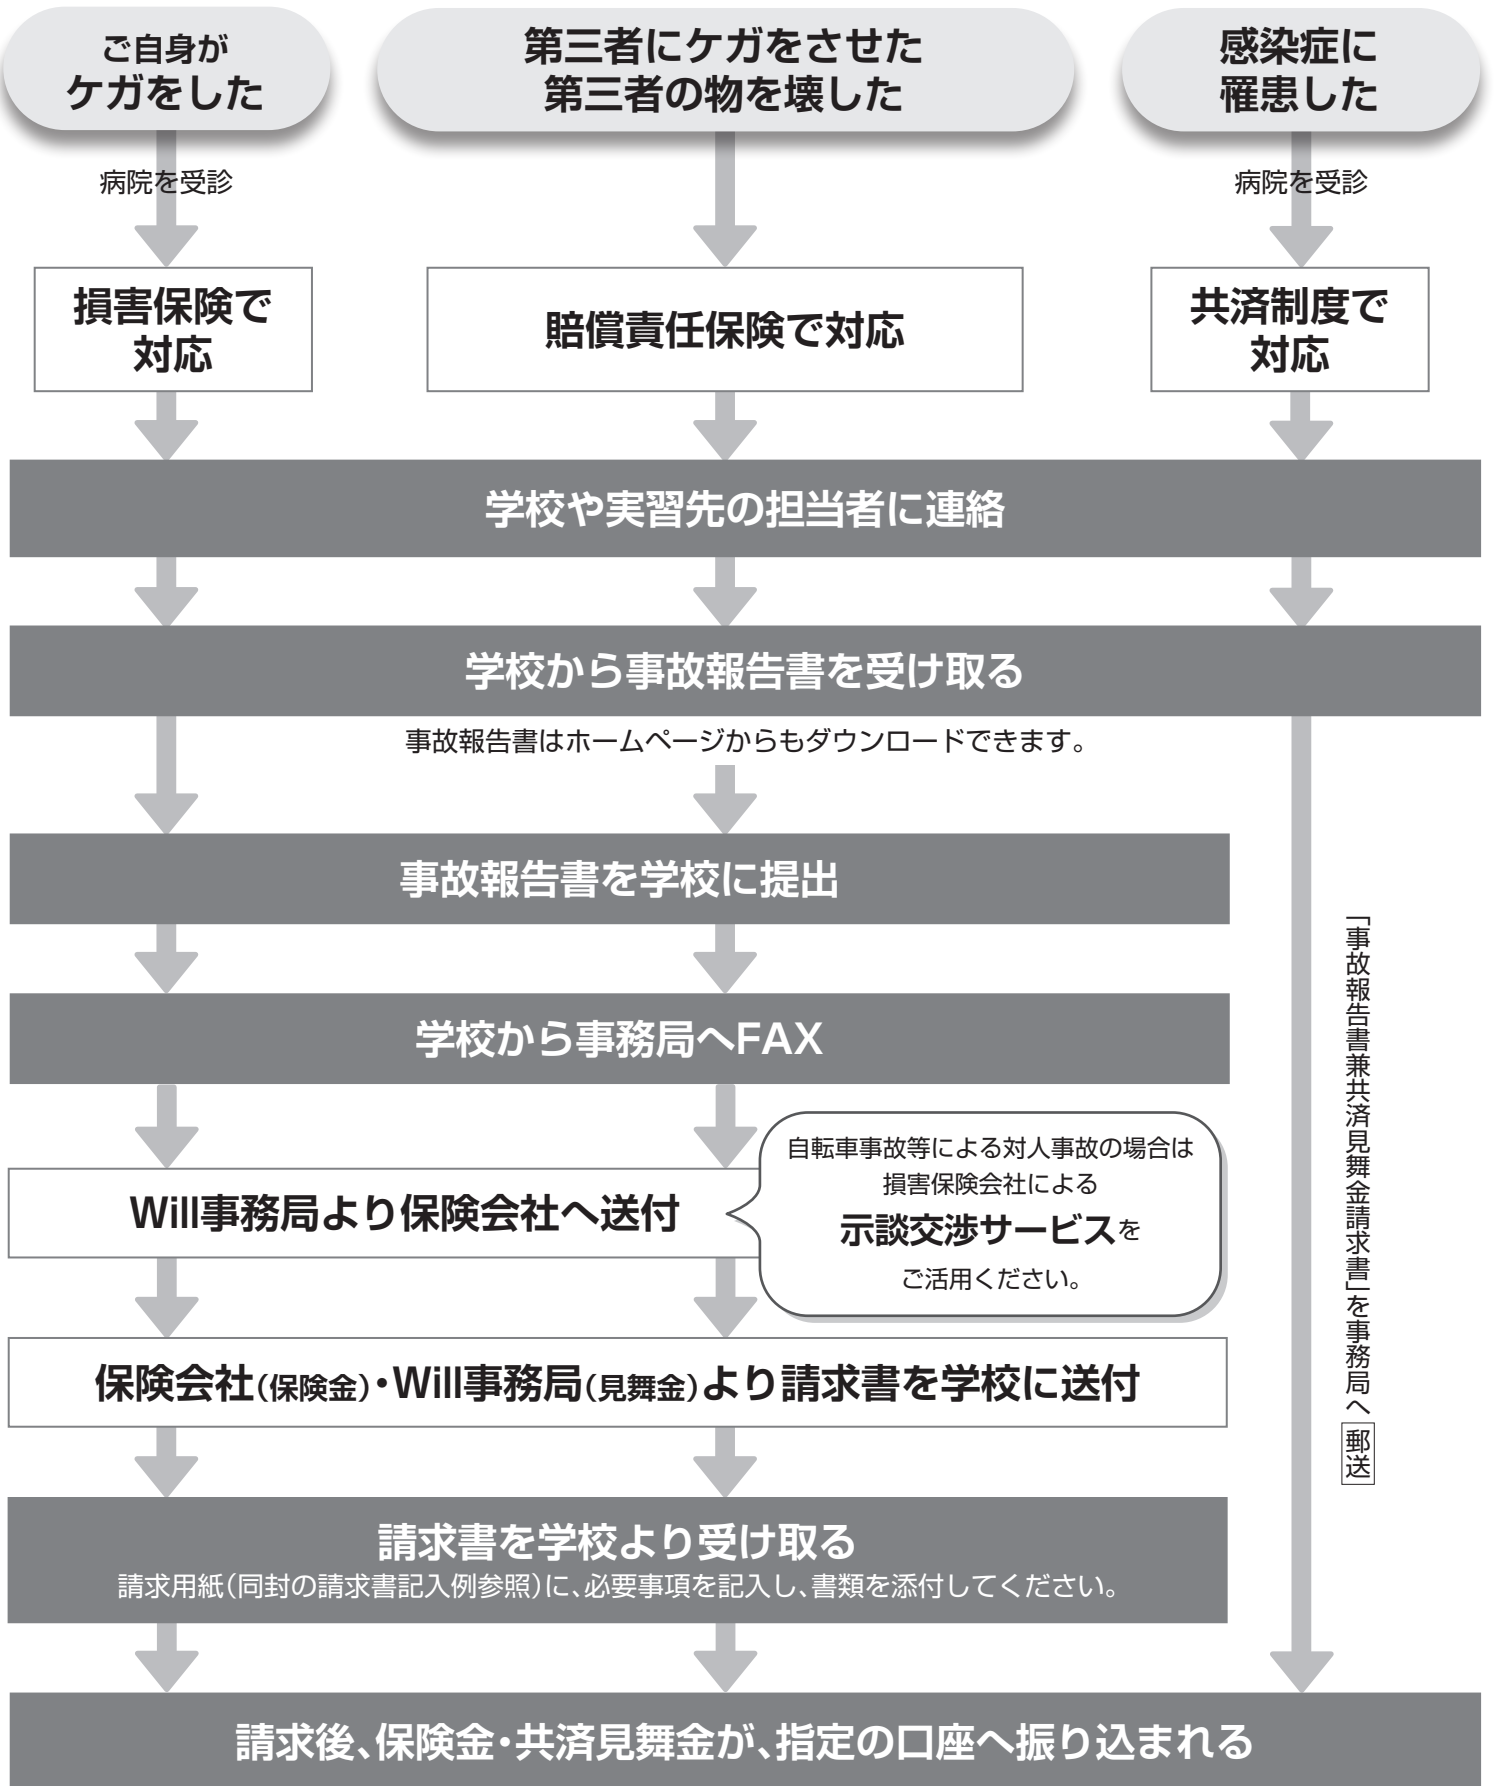 ご自身が
ケガをした
第三者にケガをさせた
第三者の物を壊した
感染症に
罹患した
病院を受診
病院を受診
損害保険で
対応
賠償責任保険で対応
共済制度で
対応
学校や実習先の担当者に連絡
学校から事故報告書を受け取る
事故報告書はホームページからもダウンロードできます。
事故報告書を学校に提出
学校から事務局へFAX
Will事務局より保険会社へ送付
自転車事故等による対人事故の場合は
損害保険会社による
示談交渉サービスを
ご活用ください。
保険会社(保険金)・Will事務局(見舞金)より請求書を学校に送付
請求書を学校より受け取る
請求用紙(同封の請求書記入例参照)に、必要事項を記入し、書類を添付してください。
「事故報告書兼共済見舞金請求書」を事務局へ郵送
請求後、保険金・共済見舞金が、指定の口座へ振り込まれる